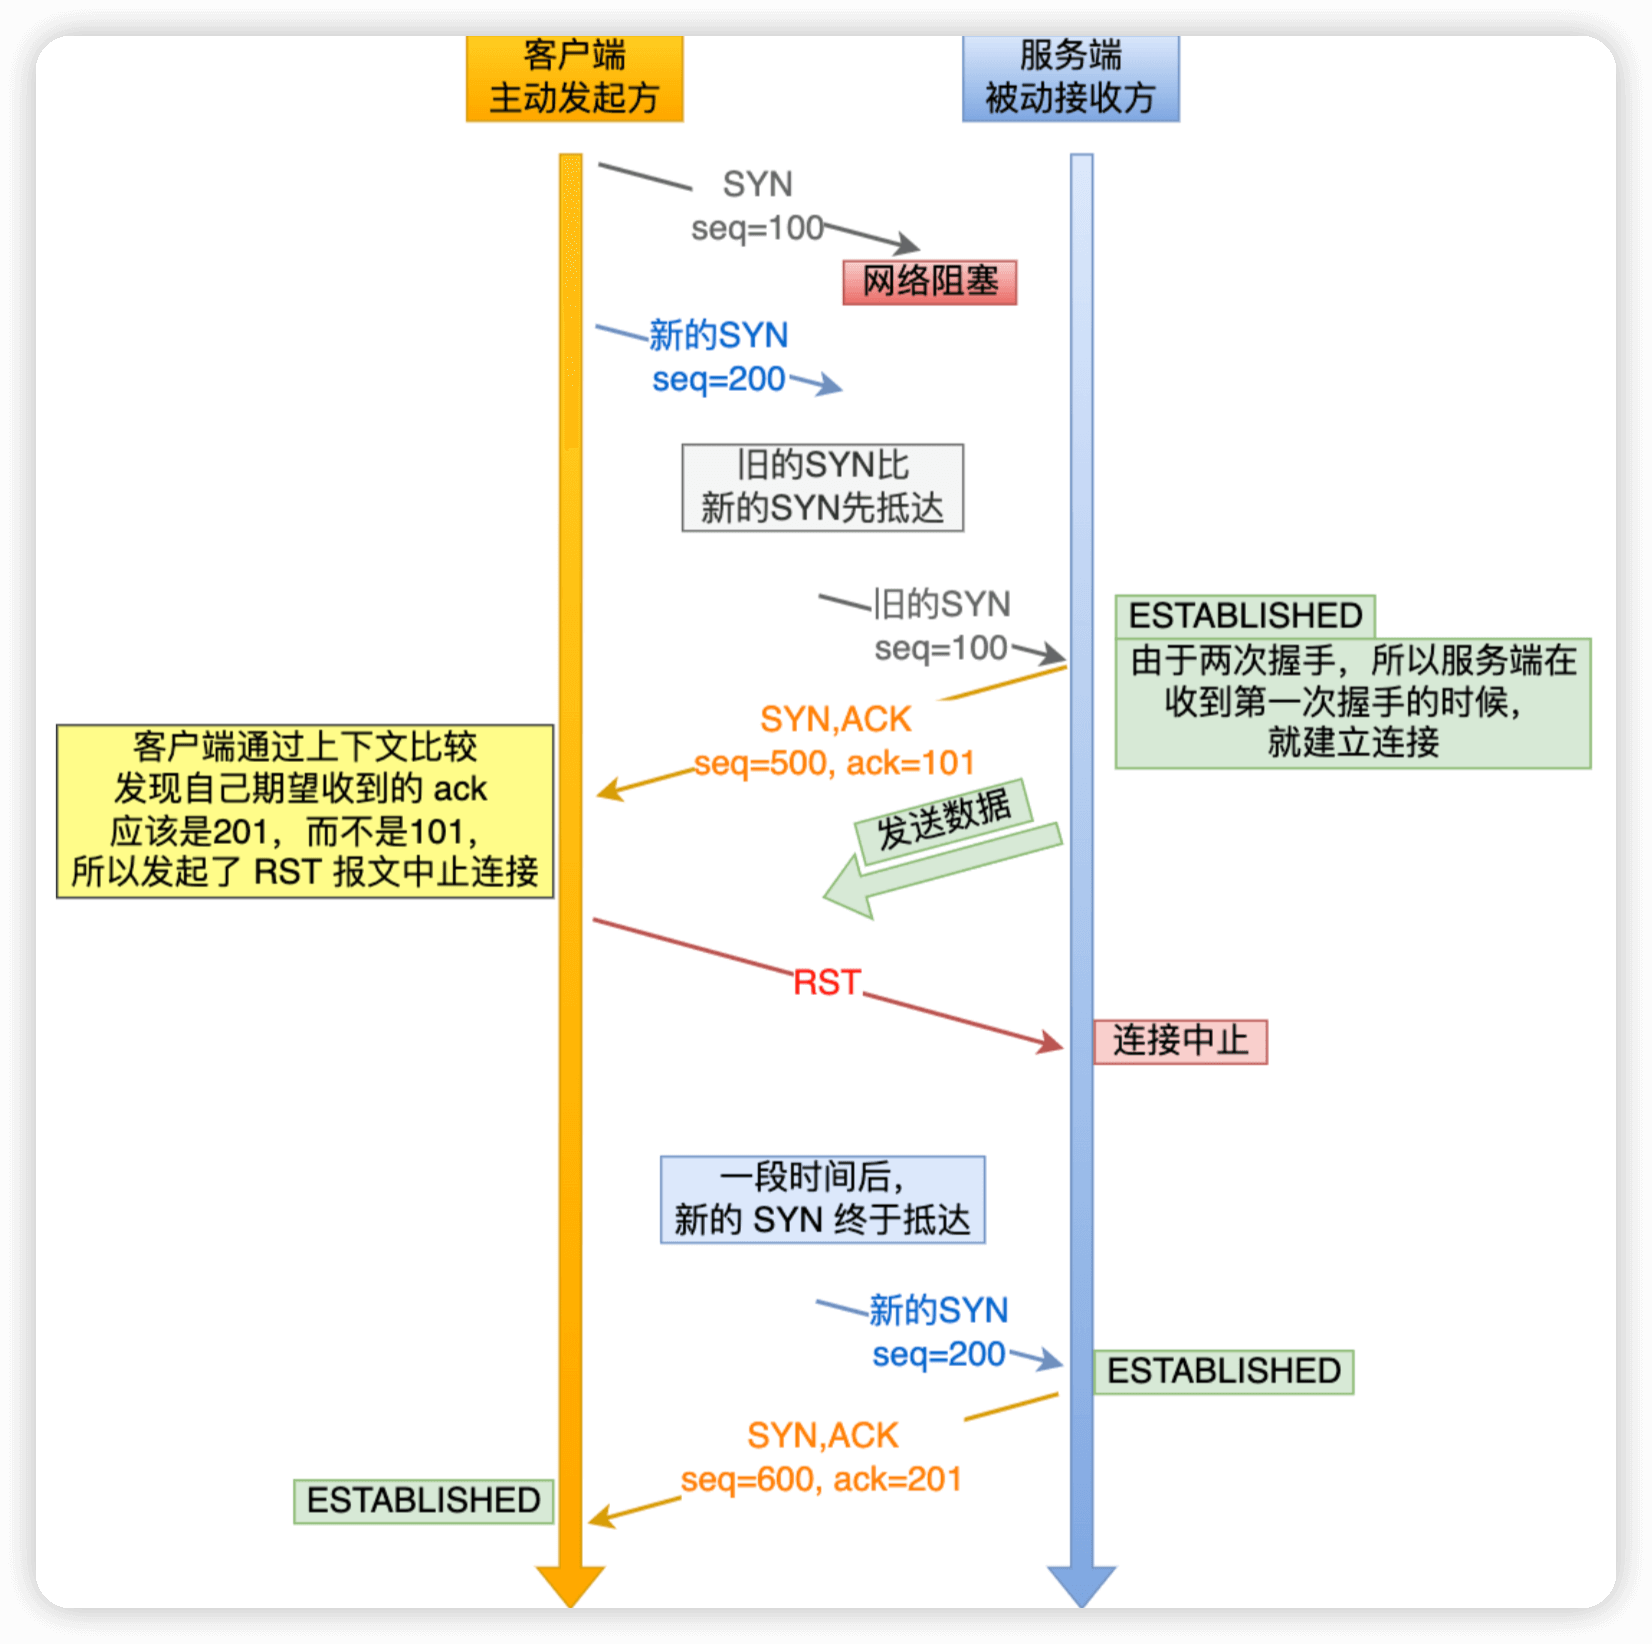 客户端
主动发起方
服务端
被动接收方
SYN
seq=100
网络阻塞
新的SYN
seq=200
旧的SYN比
新的SYN先抵达
旧的SYN
seq=100
ESTABLISHED
由于两次握手，所以服务端在
收到第一次握手的时候，
就建立连接
SYN,ACK
seq=500, ack=101
客户端通过上下文比较
发现自己期望收到的 ack
应该是201，而不是101，
所以发起了 RST 报文中止连接
发送数据
RST
连接中止
一段时间后，
新的 SYN 终于抵达
新的SYN
seq=200
ESTABLISHED
SYN,ACK
seq=600, ack=201
ESTABLISHED